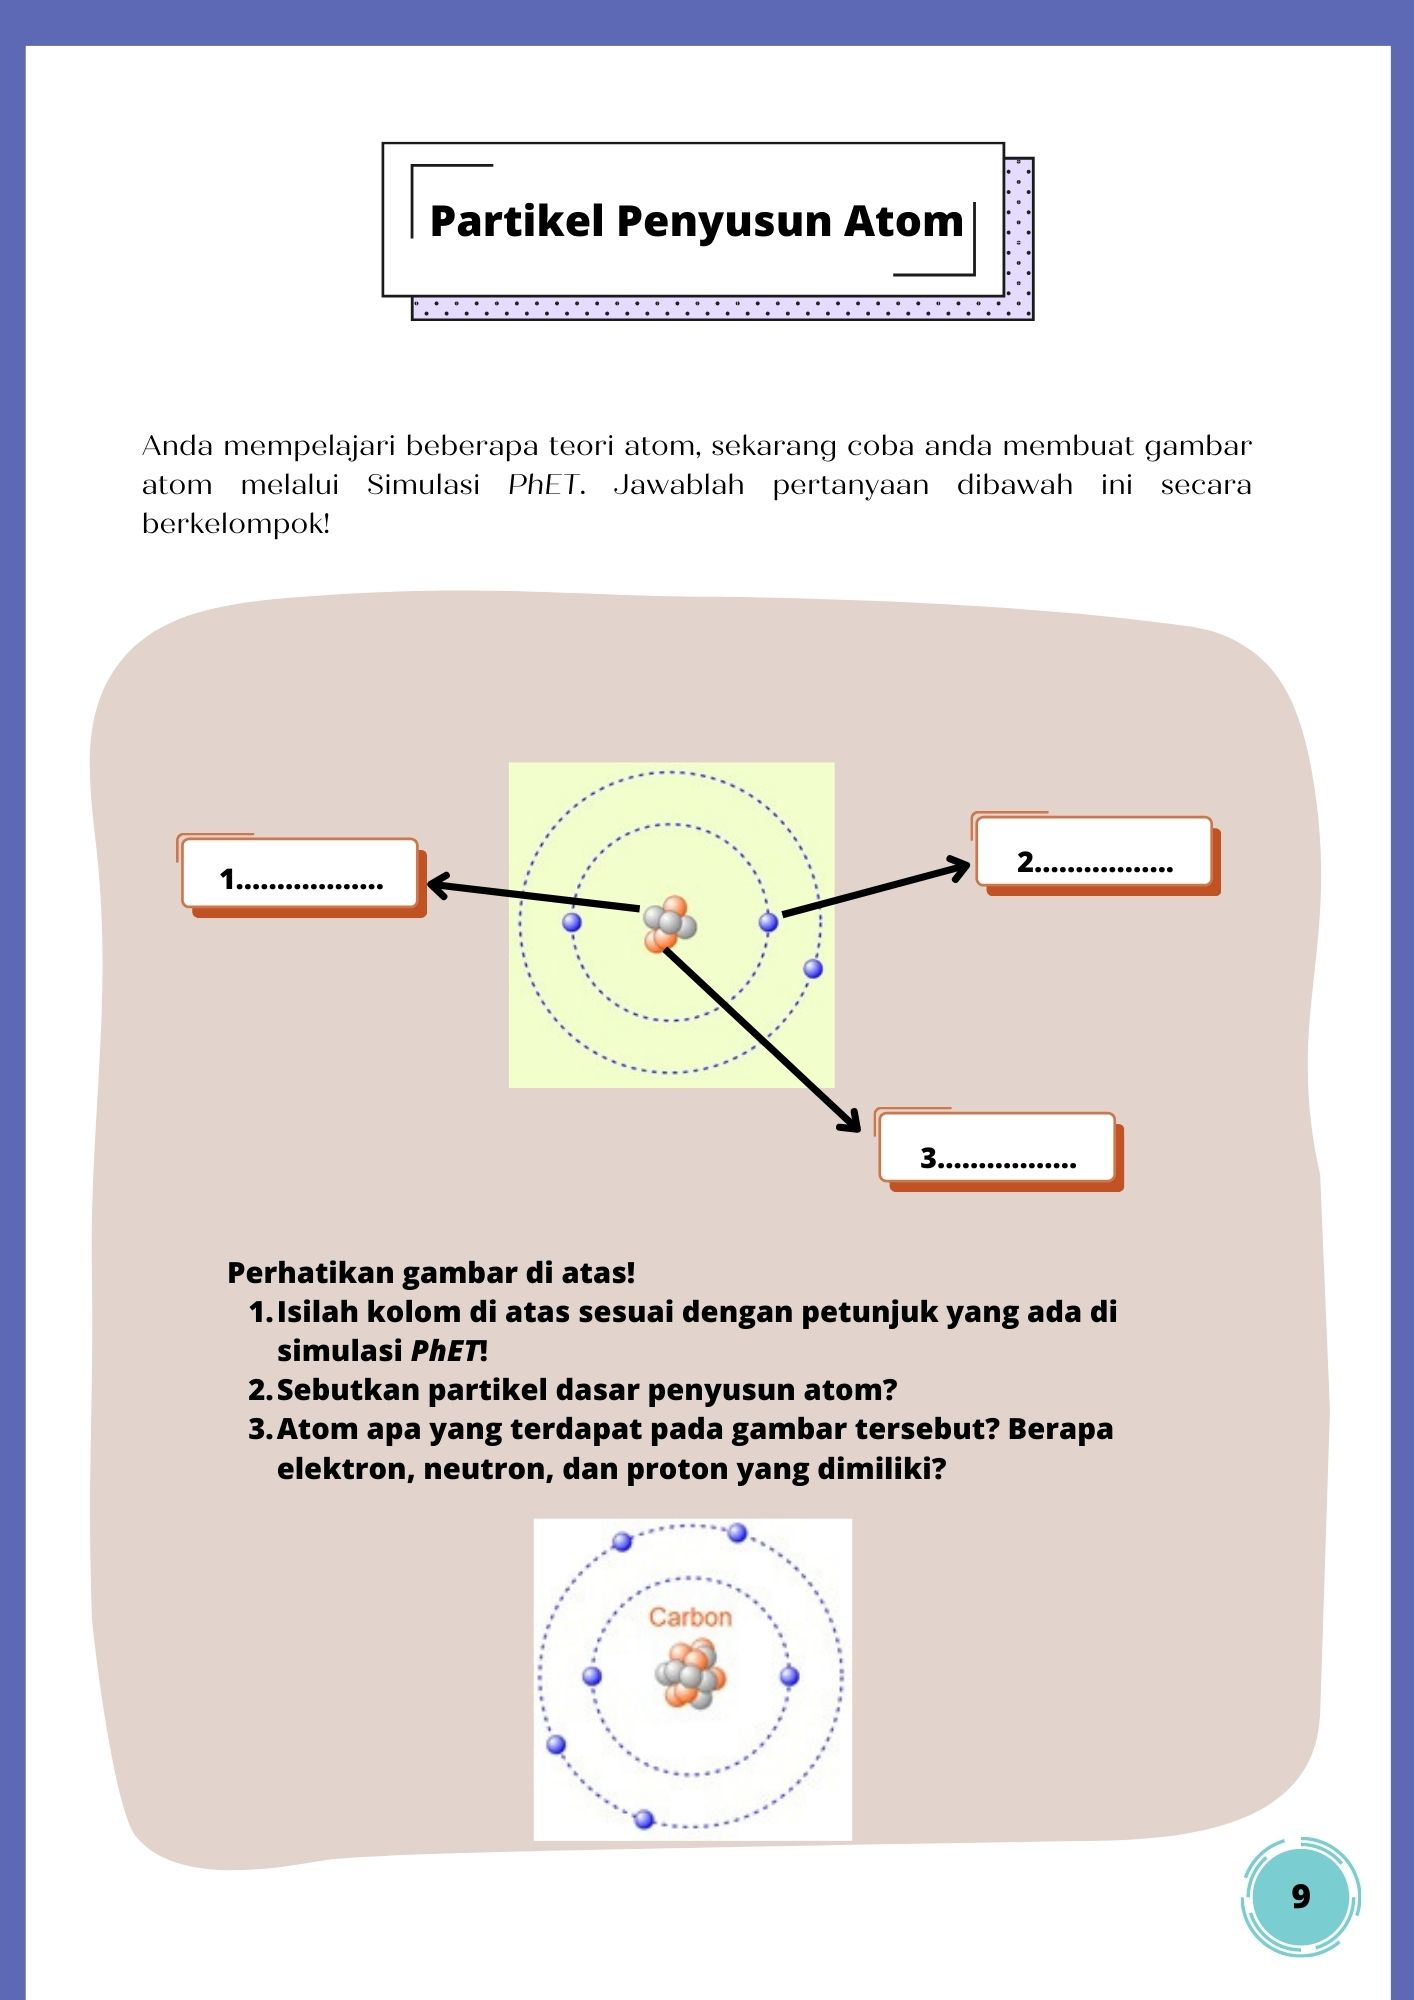 Partikel Penyusun Atom
Anda mempelajari beberapa teori atom, sekarang coba anda membuat gambar
atom melalui Simulasi PhET. Jawablah pertanyaan dibawah ini secara
berkelompok!
1..................
2.................
3.................
Perhatikan gambar di atas!
1. Isilah kolom di atas sesuai dengan petunjuk yang ada di
simulasi PhET!
2. Sebutkan partikel dasar penyusun atom?
3. Atom apa yang terdapat pada gambar tersebut? Berapa
elektron, neutron, dan proton yang dimiliki?
Carbon
9